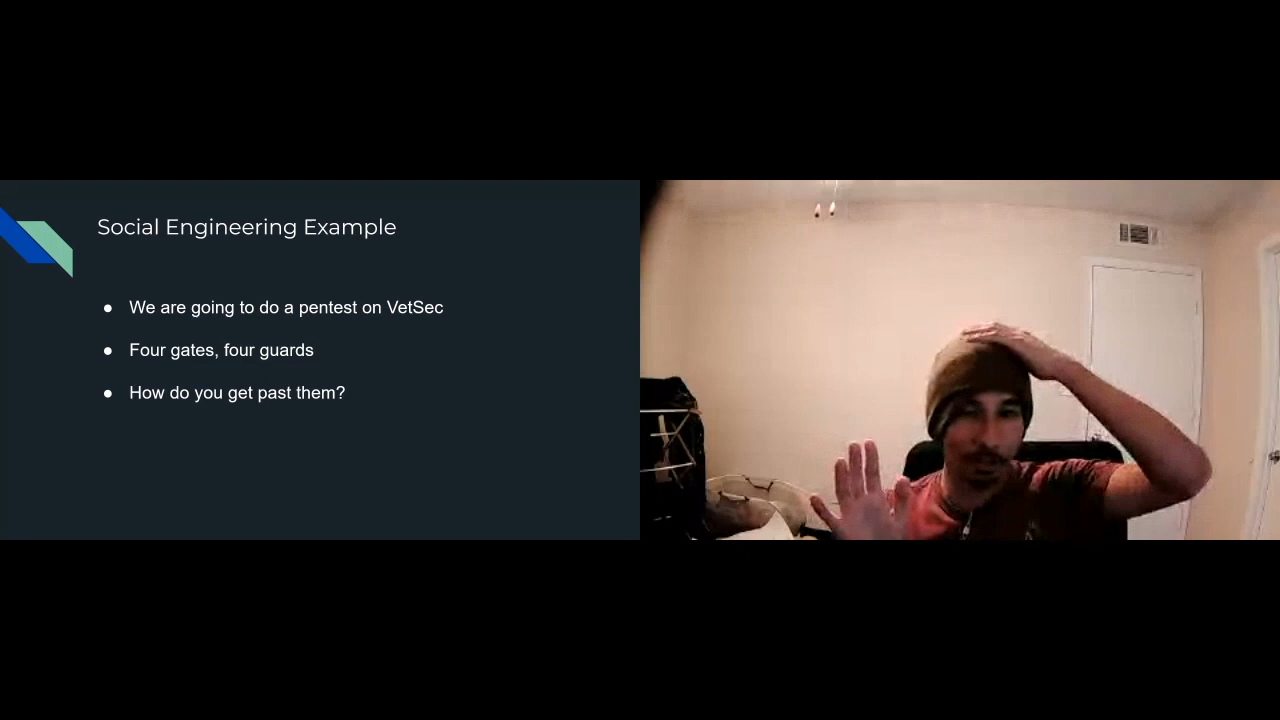 Social Engineering Example
● We are going to do a pentest on VetSec
● Four gates, four guards
● How do you get past them?